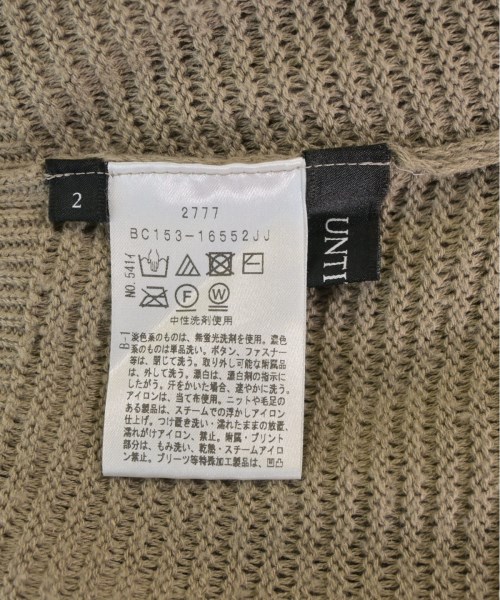 2
2777
BC153-16552JJ
UNTI
NO.5414
F
W
中性洗剤使用
B-1
淡色系のものは、無蛍光洗剤を使用。濃色
系のものは単品洗い。ボタン、ファスナー
等は、閉じて洗う。取り外し可能な附属品
は、外して洗う。漂白は、漂白剤の指示に
したがう。汗をかいた場合、速やかに洗う。
アイロンは、当て布使用。ニットや毛足の
ある製品は、スチームでの浮かしアイロン
仕上げ。つけ置き洗い・濡れたままの放置、
濡れがけアイロン、禁止。附属・プリント
部分は、もみ洗い、乾燥・スチームアイロ
ン禁止。プリーツ等特殊加工製品は、凹凸